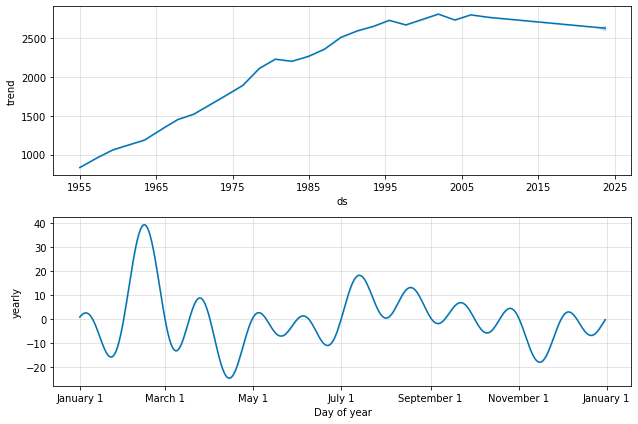 2500
2000
1500
1000
trend
1955 1965 1975 1985 1995 2005 2015 2025
ds
40
30
20
10
0
−10
−20
yearly
January 1 March 1 May 1 July 1 September 1 November 1 January 1
Day of year